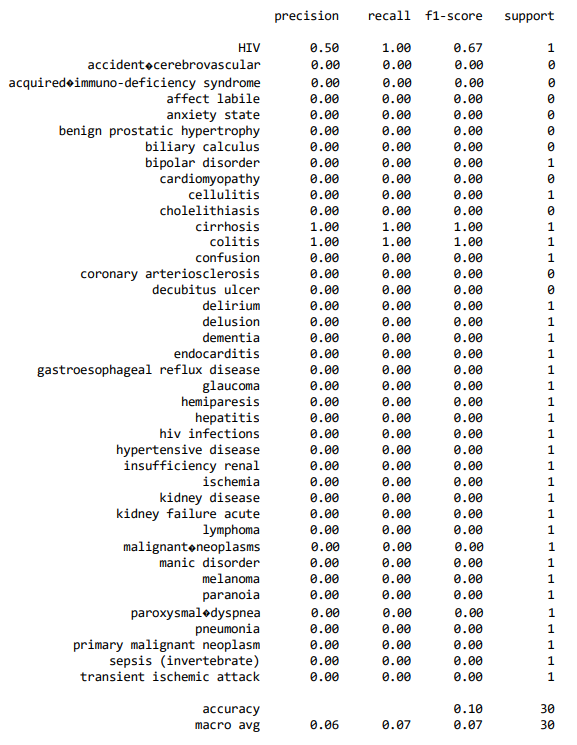 precision recall f1-score support
HIV 0.50 1.00 0.67 1
accident�cerebrovascular 0.00 0.00 0.00 0
acquired�immuno-deficiency syndrome 0.00 0.00 0.00 0
affect labile 0.00 0.00 0.00 0
anxiety state 0.00 0.00 0.00 0
benign prostatic hypertrophy 0.00 0.00 0.00 0
biliary calculus 0.00 0.00 0.00 0
bipolar disorder 0.00 0.00 0.00 1
cardiomyopathy 0.00 0.00 0.00 0
cellulitis 0.00 0.00 0.00 1
cholelithiasis 0.00 0.00 0.00 0
cirrhosis 1.00 1.00 1.00 1
colitis 1.00 1.00 1.00 1
confusion 0.00 0.00 0.00 1
coronary arteriosclerosis 0.00 0.00 0.00 0
decubitus ulcer 0.00 0.00 0.00 0
delirium 0.00 0.00 0.00 1
delusion 0.00 0.00 0.00 1
dementia 0.00 0.00 0.00 1
endocarditis 0.00 0.00 0.00 1
gastroesophageal reflux disease 0.00 0.00 0.00 1
glaucoma 0.00 0.00 0.00 1
hemiparesis 0.00 0.00 0.00 1
hepatitis 0.00 0.00 0.00 1
hiv infections 0.00 0.00 0.00 1
hypertensive disease 0.00 0.00 0.00 1
insufficiency renal 0.00 0.00 0.00 1
ischemia 0.00 0.00 0.00 1
kidney disease 0.00 0.00 0.00 1
kidney failure acute 0.00 0.00 0.00 1
lymphoma 0.00 0.00 0.00 1
malignant�neoplasms 0.00 0.00 0.00 1
manic disorder 0.00 0.00 0.00 1
melanoma 0.00 0.00 0.00 1
paranoia 0.00 0.00 0.00 1
paroxysmal�dyspnea 0.00 0.00 0.00 1
pneumonia 0.00 0.00 0.00 1
primary malignant neoplasm 0.00 0.00 0.00 1
sepsis (invertebrate) 0.00 0.00 0.00 1
transient ischemic attack 0.00 0.00 0.00 1
accuracy 0.10 30
macro avg 0.06 0.07 0.07 30